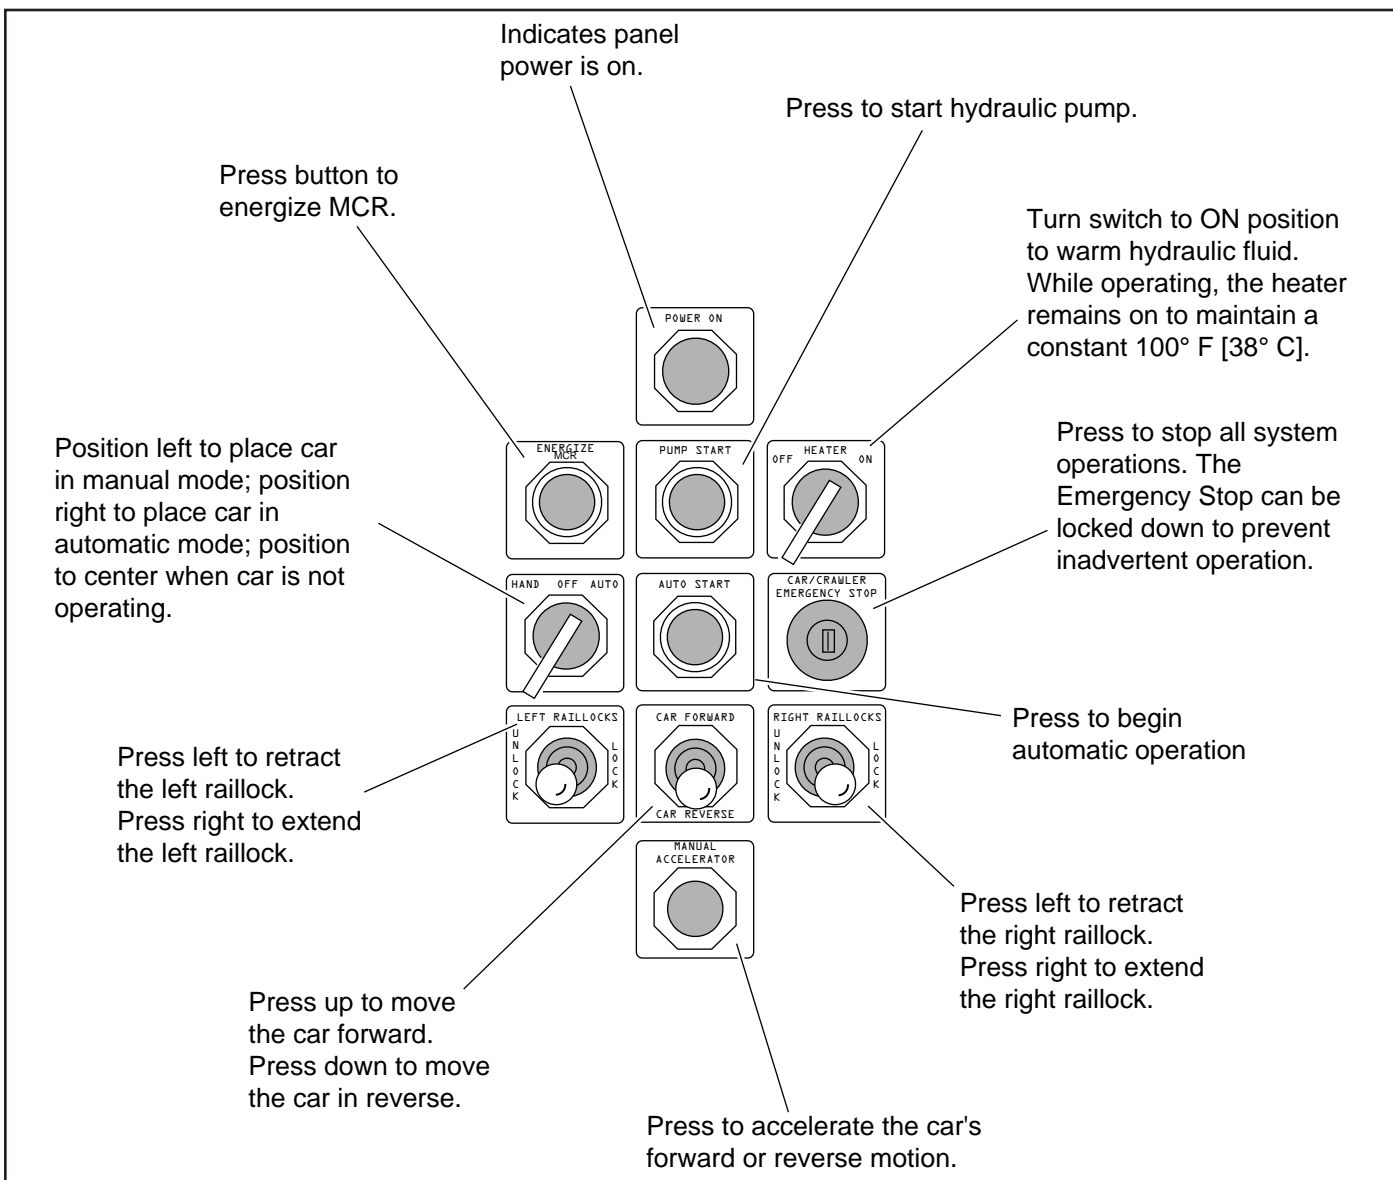 Indicates panel
power is on.
Press to start hydraulic pump.
Press button to
energize MCR.
Turn switch to ON position
to warm hydraulic fluid.
While operating, the heater
remains on to maintain a
constant 100° F [38° C].
POWER ON
Position left to place car
in manual mode; position
right to place car in
automatic mode; position
to center when car is not
operating.
Press to stop all system
operations. The
Emergency Stop can be
locked down to prevent
inadvertent operation.
ENERGIZE
MCR
PUMP START
HEATER
OFF ON
HAND OFF AUTO
AUTO START
CAR/CRAWLER
EMERGENCY STOP
LEFT RAILLOCKS
UNLOCK
LOCK
CAR FORWARD
CAR REVERSE
RIGHT RAILLOCKS
UNLOCK
LOCK
Press to begin
automatic operation
Press left to retract
the left raillock.
Press right to extend
the left raillock.
MANUAL
ACCELERATOR
Press left to retract
the right raillock.
Press right to extend
the right raillock.
Press up to move
the car forward.
Press down to move
the car in reverse.
Press to accelerate the car's
forward or reverse motion.